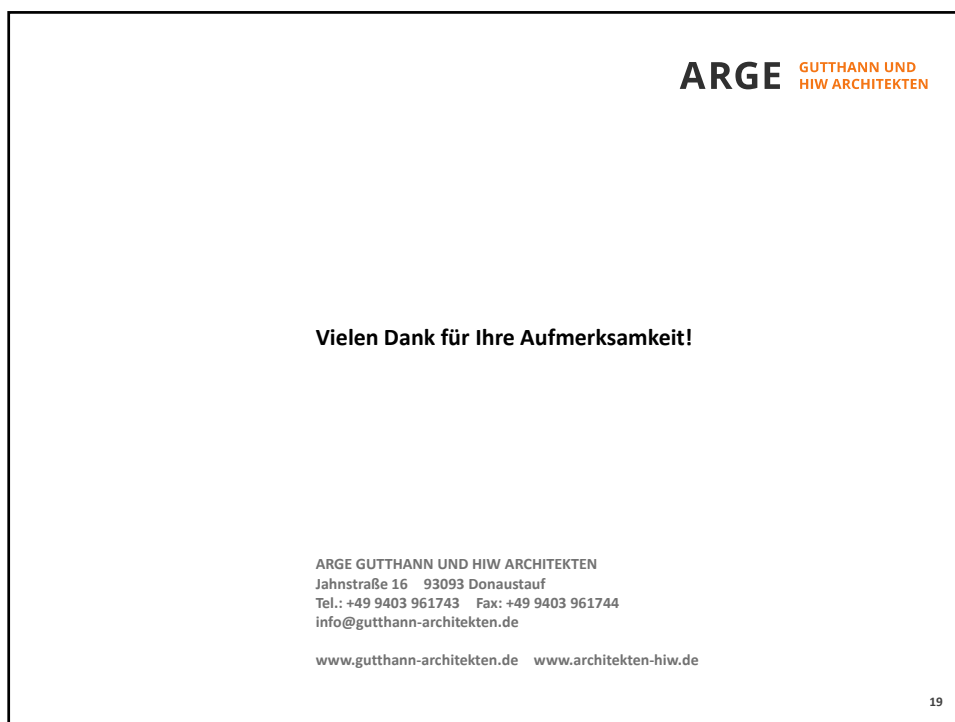 ARGE
GUTTHANN UND
HIW ARCHITEKTEN
Vielen Dank für Ihre Aufmerksamkeit!
ARGE GUTTHANN UND HIW ARCHITEKTEN
Jahnstraße 16 93093 Donaustauf
Tel.: +49 9403 961743 Fax: +49 9403 961744
info@gutthann-architekten.de
www.gutthann-architekten.de www.architekten-hiw.de
19